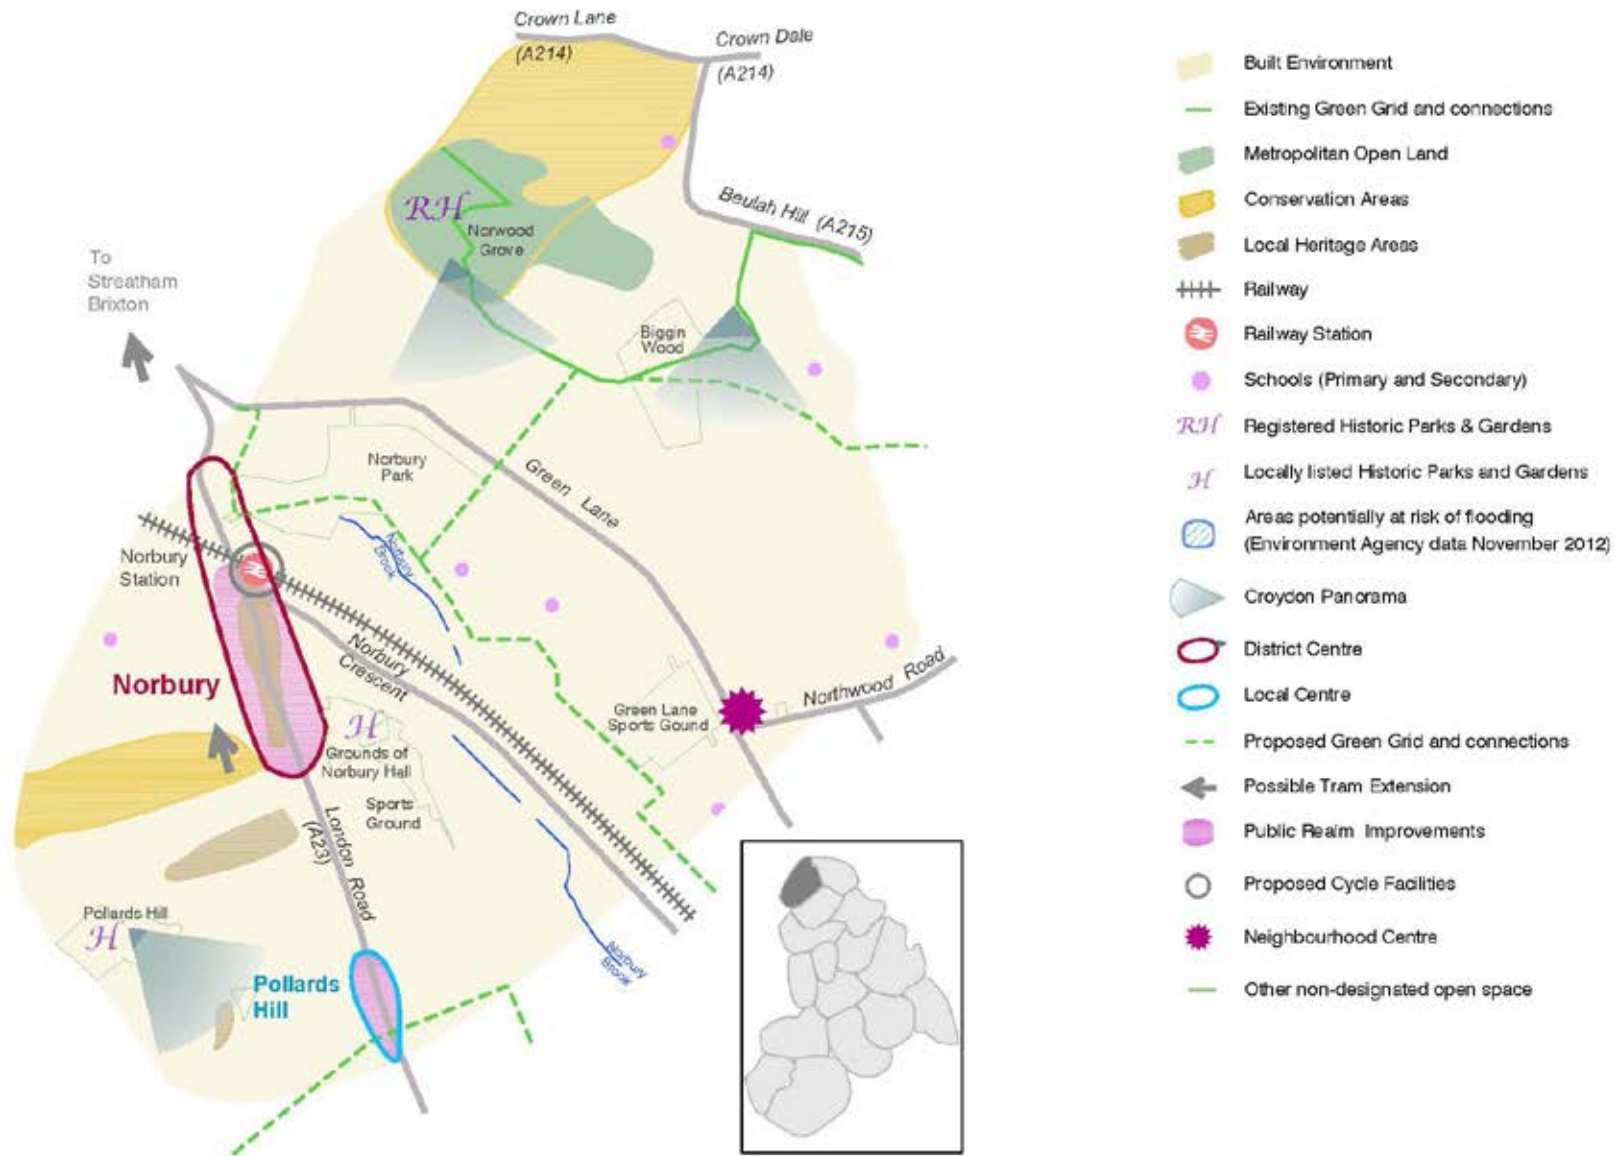 Crown Lane
(A214)
Crown Dale
(A214)
Beulah Hill (A215)
RH
Norwood
Grove
To
Streatham
Brixton
Biggin
Wood
Norbury
Park
Green Lane
Norbury
Brook
Norbury
Station
Norbury
Crescent
Norbury
Northwood Road
Green Lane
Sports Gound
H
Grounds of
Norbury Hall
Sports
Ground
London Road
(A23)
Pollards Hill
H
Pollards
Hill
Norbury
Brook
Built Environment
Existing Green Grid and connections
Metropolitan Open Land
Conservation Areas
Local Heritage Areas
Railway
Railway Station
Schools (Primary and Secondary)
RH Registered Historic Parks & Gardens
H Locally listed Historic Parks and Gardens
Areas potentially at risk of flooding
(Environment Agency data November 2012)
Croydon Panorama
District Centre
Local Centre
Proposed Green Grid and connections
Possible Tram Extension
Public Realm Improvements
Proposed Cycle Facilities
Neighbourhood Centre
Other non-designated open space